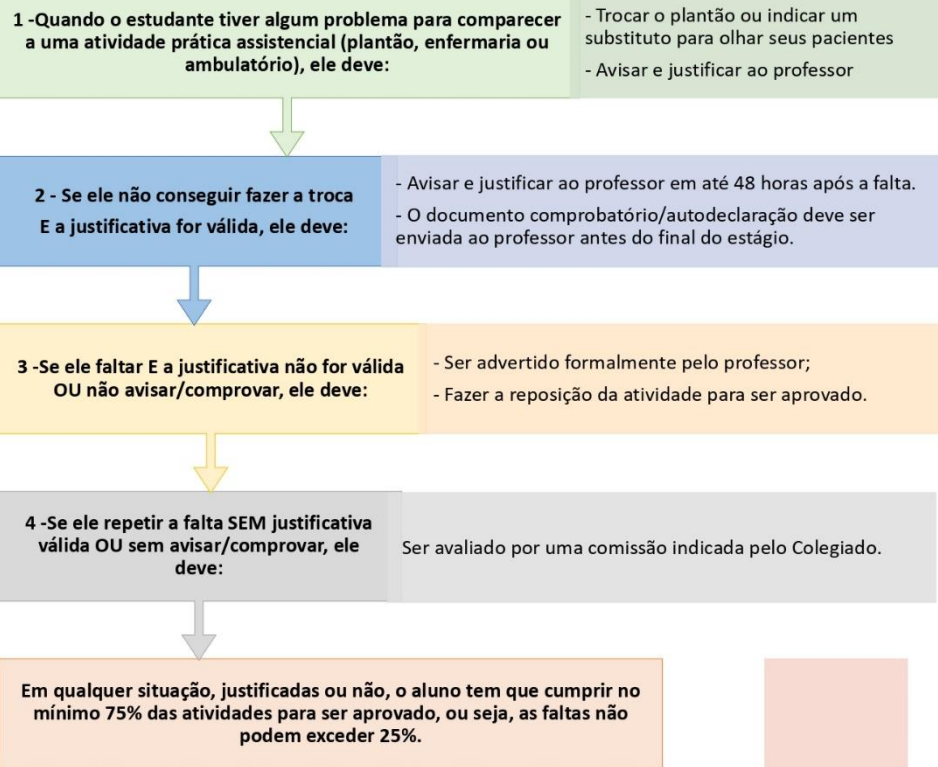 1 -Quando o estudante tiver algum problema para comparecer
a uma atividade prática assistencial (plantão, enfermaria ou
ambulatório), ele deve:
- Trocar o plantão ou indicar um
substituto para olhar seus pacientes
- Avisar e justificar ao professor
2 - Se ele não conseguir fazer a troca
E a justificativa for válida, ele deve:
- Avisar e justificar ao professor em até 48 horas após a falta.
- O documento comprobatório/autodeclaração deve ser
enviada ao professor antes do final do estágio.
3 -Se ele faltar E a justificativa não for válida
OU não avisar/comprovar, ele deve:
- Ser advertido formalmente pelo professor;
- Fazer a reposição da atividade para ser aprovado.
4 -Se ele repetir a falta SEM justificativa
válida OU sem avisar/comprovar, ele
deve:
Ser avaliado por uma comissão indicada pelo Colegiado.
Em qualquer situação, justificadas ou não, o aluno tem que cumprir no
mínimo 75% das atividades para ser aprovado, ou seja, as faltas não
podem exceder 25%.